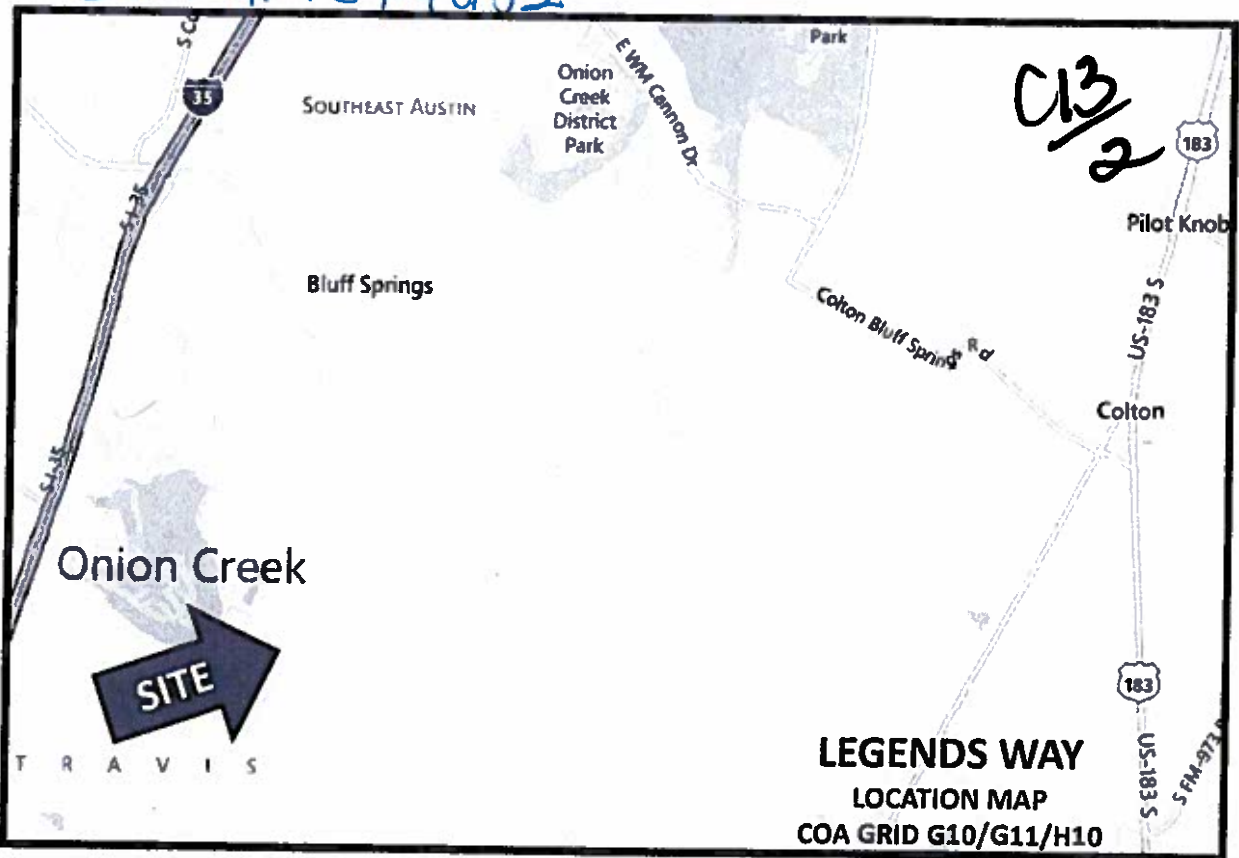 S Co
35
SOUTHEAST AUSTIN
Onion
Creek
District
Park
E WM Cannon Dr
Park
C13/2
183
Pilot Knob
S I-35
Bluff Springs
Colton Bluff Springs Rd
US-183 S
Colton
S I-35
Onion Creek
SITE
183
TRAVIS
US-183 S
S FM-973
LEGENDS WAY
LOCATION MAP
COA GRID G10/G11/H10